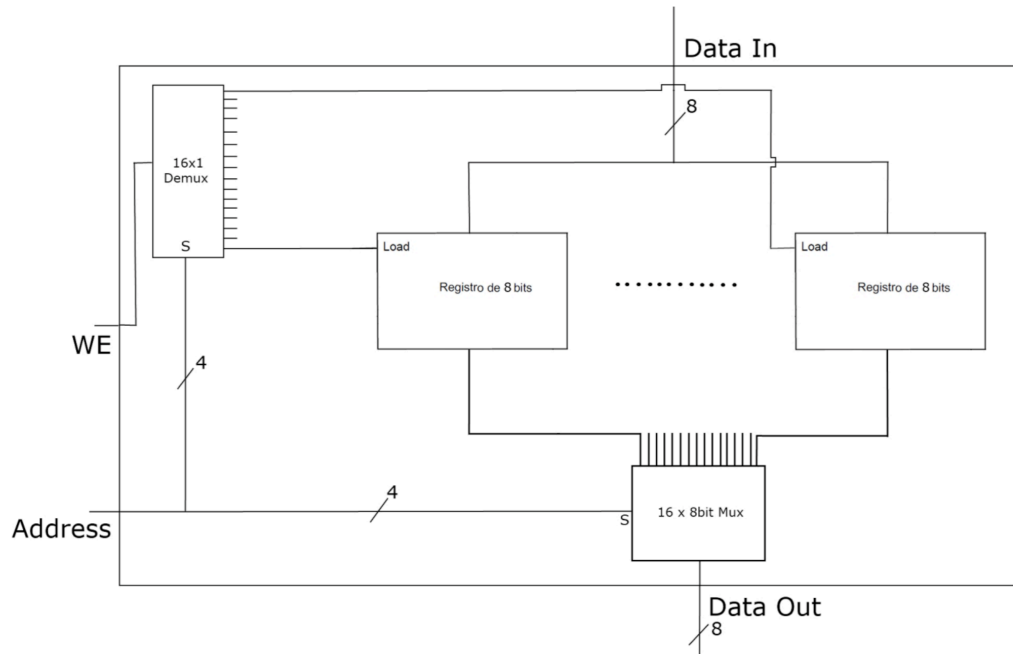 Data In
8
16x1
Demux
S
Load
Registro de 8 bits
Load
Registro de 8 bits
WE
4
4
Address
S
16 x 8bit Mux
Data Out
8